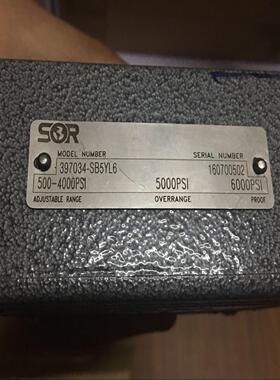 SOR
MODEL NUMBER SERIAL NUMBER
397034-SB5YL6 160700502
500-4000PSI 5000PSI 6000PSI
ADJUSTABLE RANGE OVERRANGE PROOF